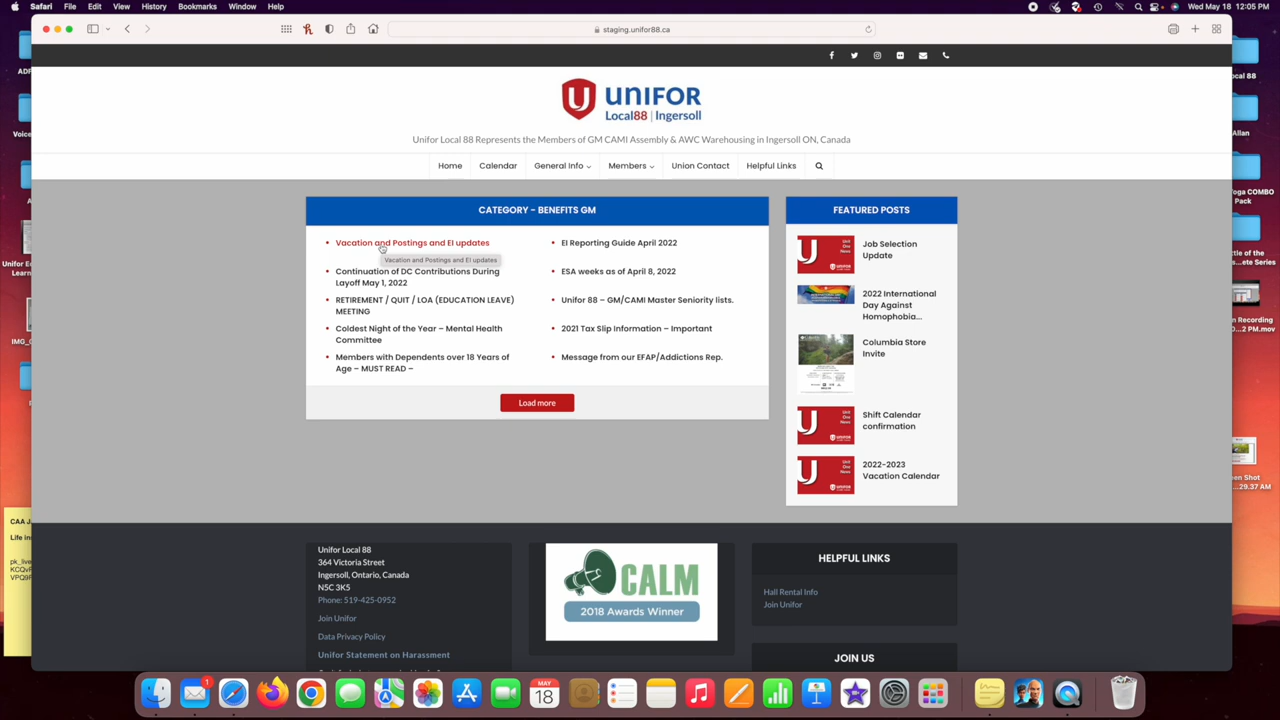 Safari File Edit View History Bookmarks Window Help
Wed May 18 12:05 PM
staging.unifor88.ca
UNIFOR
Local88 | Ingersoll
Unifor Local 88 Represents the Members of GM CAMI Assembly & AWC Warehousing in Ingersoll ON, Canada
Home Calendar General Info Members Union Contact Helpful Links
CATEGORY - BENEFITS GM
Vacation and Postings and EI updates
Vacation and Postings and EI updates
Continuation of DC Contributions During
Layoff May 1, 2022
RETIREMENT / QUIT / LOA (EDUCATION LEAVE)
MEETING
Coldest Night of the Year – Mental Health
Committee
Members with Dependents over 18 Years of
Age – MUST READ –
EI Reporting Guide April 2022
ESA weeks as of April 8, 2022
Unifor 88 – GM/CAMI Master Seniority lists.
2021 Tax Slip Information – Important
Message from our EFAP/Addictions Rep.
Load more
FEATURED POSTS
Job Selection
Update
2022 International
Day Against
Homophobia...
Columbia Store
Invite
Shift Calendar
confirmation
2022-2023
Vacation Calendar
Unifor Local 88
364 Victoria Street
Ingersoll, Ontario, Canada
N5C 3K5
Phone: 519-425-0952
Join Unifor
Data Privacy Policy
Unifor Statement on Harassment
CALM
2018 Awards Winner
HELPFUL LINKS
Hall Rental Info
Join Unifor
JOIN US
MAY
18
1